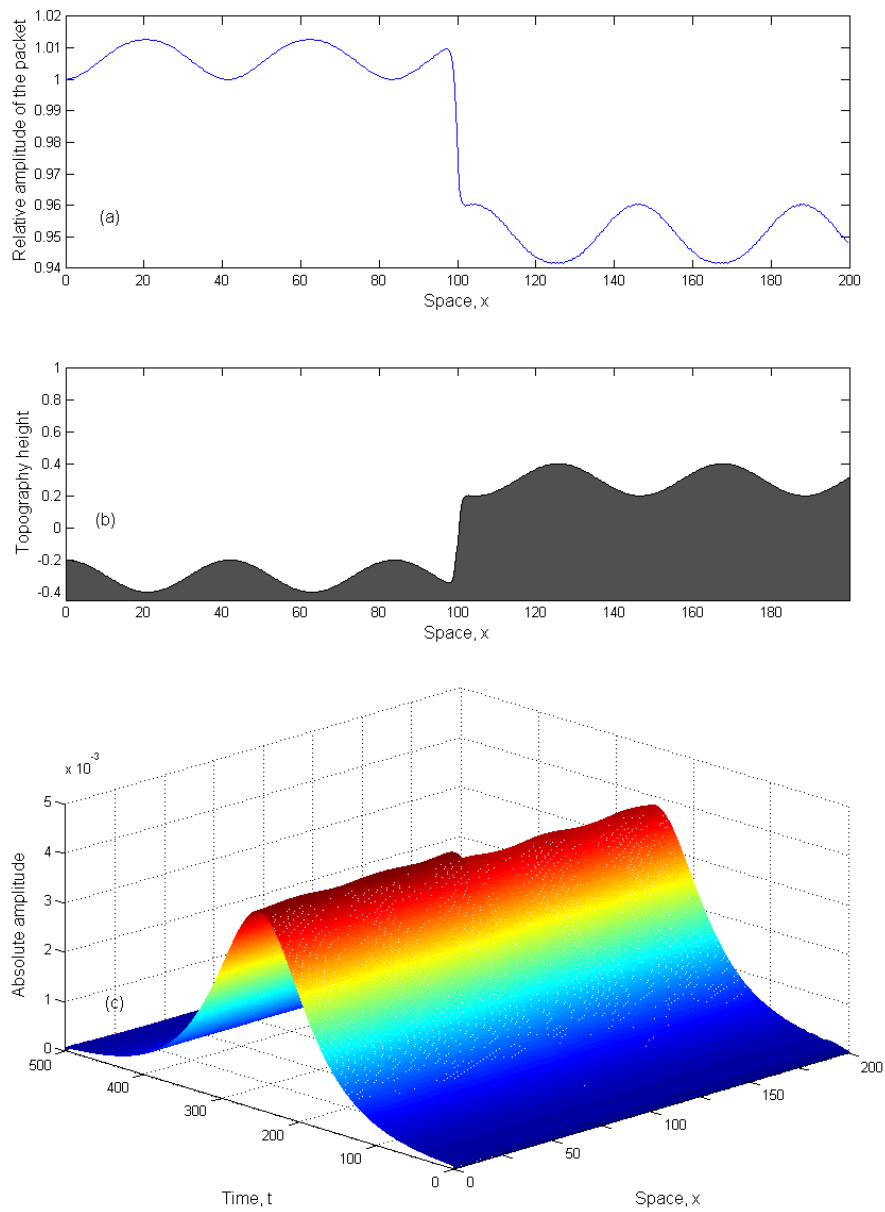 1.02
1.01
1
0.99
0.98
0.97
0.96
0.95
0.94
Relative amplitude of the packet
(a)
0 20 40 60 80 100 120 140 160 180 200
Space, x
1
0.8
0.6
0.4
0.2
0
-0.2
-0.4
Topography height
(b)
0 20 40 60 80 100 120 140 160 180
Space, x
x 10^-3
5
4
3
2
1
0
Absolute amplitude
(c)
500
400
300
200
100
0
Time, t
0
50
100
150
200
Space, x